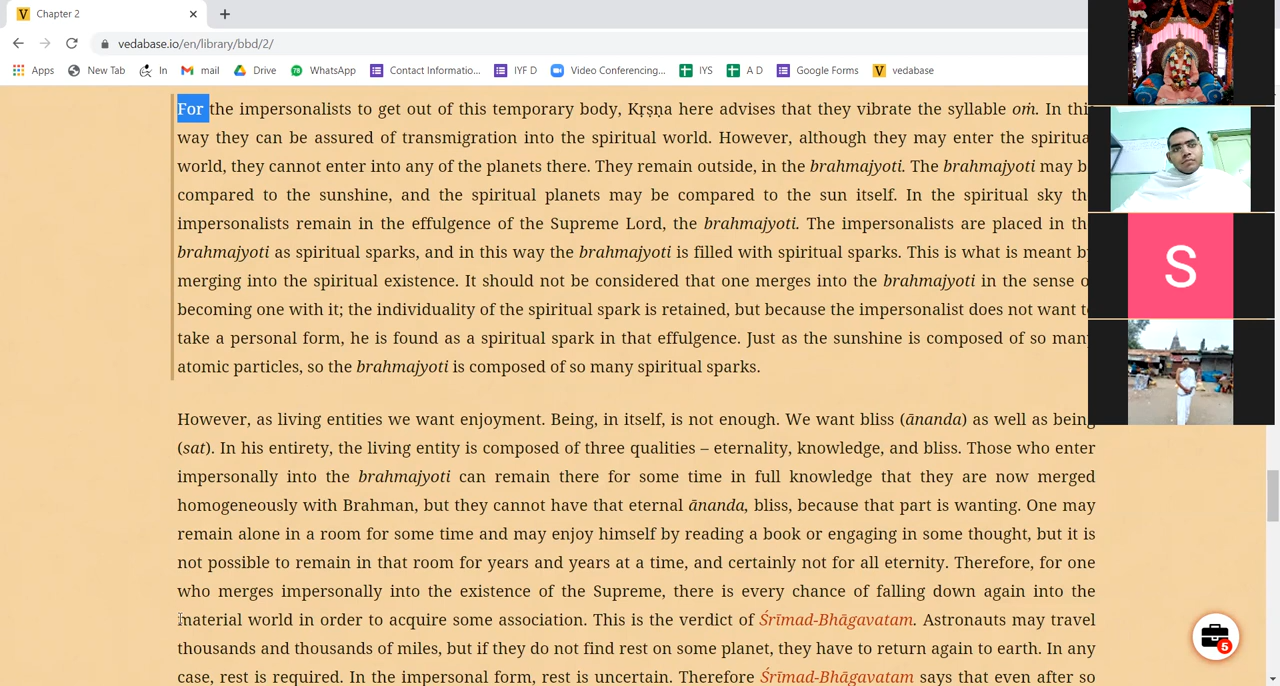 Chapter 2
vedabase.io/en/library/bbd/2/
Apps New Tab In mail Drive WhatsApp Contact Informatio... IYF D Video Conferencing... IYS A D Google Forms vedabase
For the impersonalists to get out of this temporary body, Kṛṣṇa here advises that they vibrate the syllable oṁ. In thi
way they can be assured of transmigration into the spiritual world. However, although they may enter the spiritua
world, they cannot enter into any of the planets there. They remain outside, in the brahmajyoti. The brahmajyoti may b
compared to the sunshine, and the spiritual planets may be compared to the sun itself. In the spiritual sky th
impersonalists remain in the effulgence of the Supreme Lord, the brahmajyoti. The impersonalists are placed in th
brahmajyoti as spiritual sparks, and in this way the brahmajyoti is filled with spiritual sparks. This is what is meant b
merging into the spiritual existence. It should not be considered that one merges into the brahmajyoti in the sense o
becoming one with it; the individuality of the spiritual spark is retained, but because the impersonalist does not want t
take a personal form, he is found as a spiritual spark in that effulgence. Just as the sunshine is composed of so man
atomic particles, so the brahmajyoti is composed of so many spiritual sparks.
However, as living entities we want enjoyment. Being, in itself, is not enough. We want bliss (ānanda) as well as being
(sat). In his entirety, the living entity is composed of three qualities – eternality, knowledge, and bliss. Those who enter
impersonally into the brahmajyoti can remain there for some time in full knowledge that they are now merged
homogeneously with Brahman, but they cannot have that eternal ānanda, bliss, because that part is wanting. One may
remain alone in a room for some time and may enjoy himself by reading a book or engaging in some thought, but it is
not possible to remain in that room for years and years at a time, and certainly not for all eternity. Therefore, for one
who merges impersonally into the existence of the Supreme, there is every chance of falling down again into the
material world in order to acquire some association. This is the verdict of Śrīmad-Bhāgavatam. Astronauts may travel
thousands and thousands of miles, but if they do not find rest on some planet, they have to return again to earth. In any
case, rest is required. In the impersonal form, rest is uncertain. Therefore Śrīmad-Bhāgavatam says that even after so
S
5